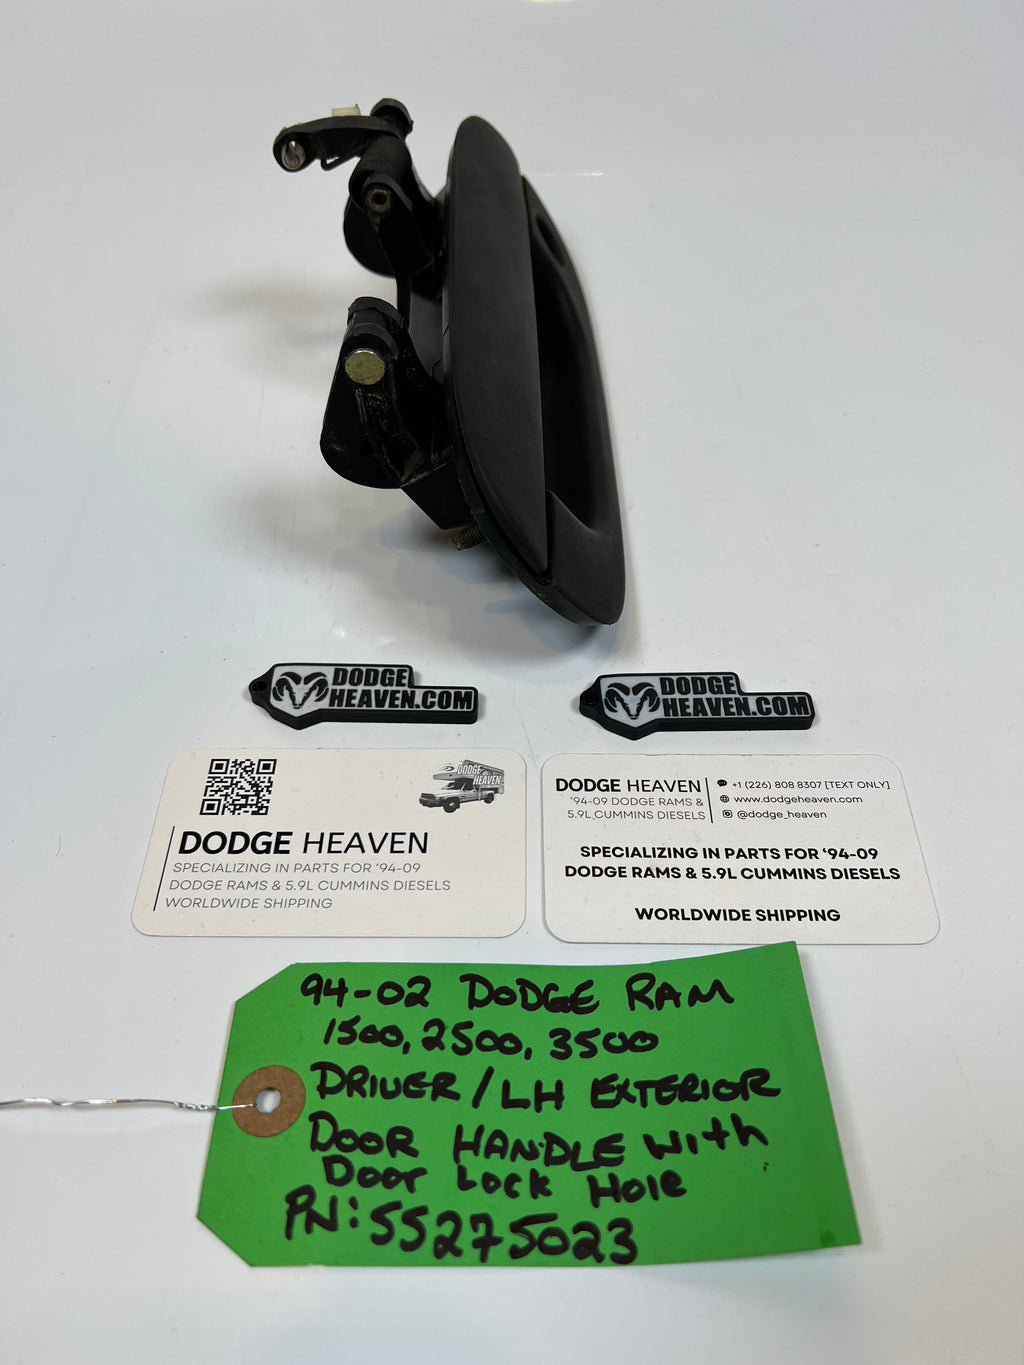 DODGE
HEAVEN.COM
DODGE
HEAVEN.COM
DODGE
HEAVEN
DODGE HEAVEN
SPECIALIZING IN PARTS FOR '94-09
DODGE RAMS & 5.9L CUMMINS DIESELS
WORLDWIDE SHIPPING
DODGE HEAVEN
'94-09 DODGE RAMS &
5.9L CUMMINS DIESELS
+1 (226) 808 8307 [TEXT ONLY]
www.dodgeheaven.com
@dodge_heaven
SPECIALIZING IN PARTS FOR '94-09
DODGE RAMS & 5.9L CUMMINS DIESELS
WORLDWIDE SHIPPING
94-02 DODGE RAM
1500, 2500, 3500
DRIVER/LH EXTERIOR
DOOR HANDLE with
Door Lock Hole
PN: 55275023